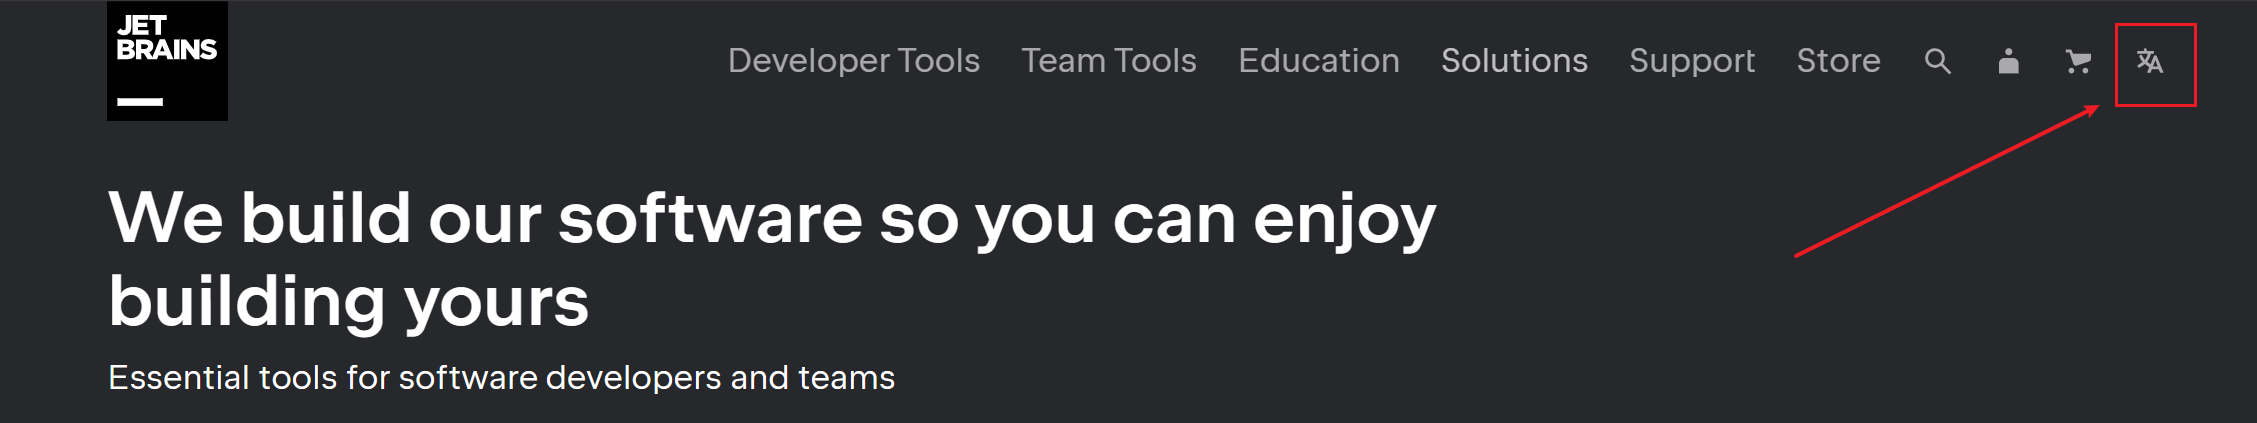 JET
BRAINS
Developer Tools Team Tools Education Solutions Support Store
We build our software so you can enjoy
building yours
Essential tools for software developers and teams